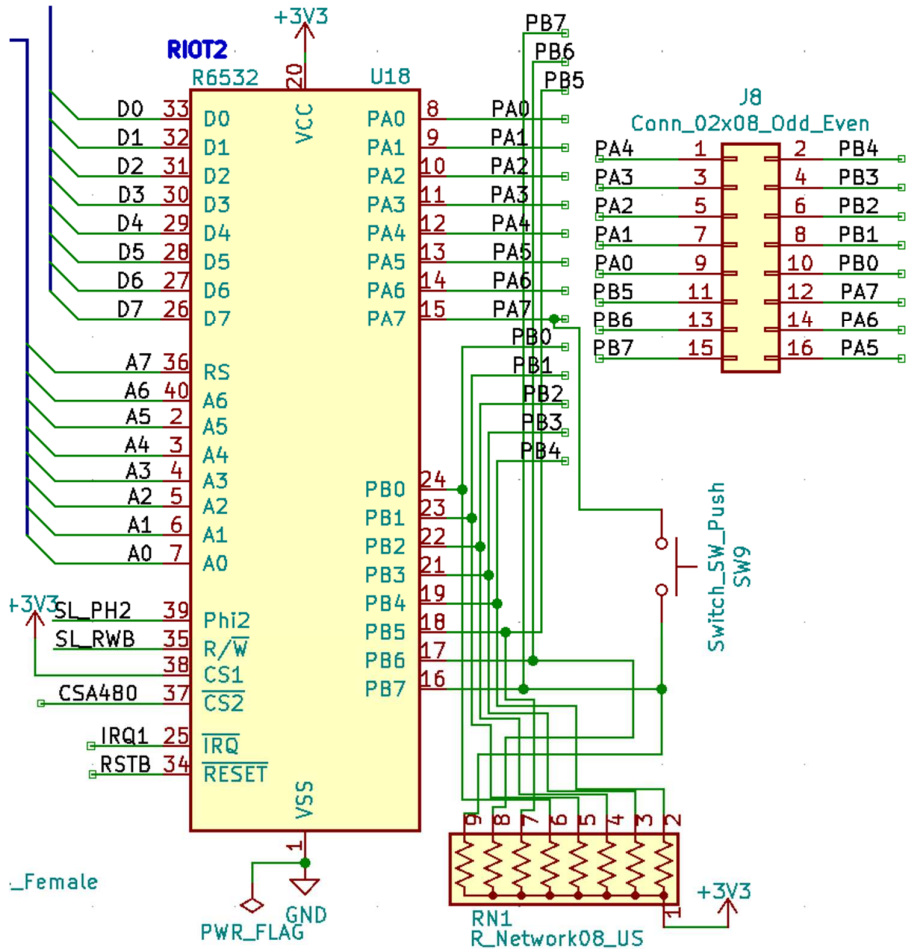 +3V3
RIOT2
R6532
U18
20
VCC
D0 33 D0
D1 32 D1
D2 31 D2
D3 30 D3
D4 29 D4
D5 28 D5
D6 27 D6
D7 26 D7
A7 36 RS
A6 40 A6
A5 2 A5
A4 3 A4
A3 4 A3
A2 5 A2
A1 6 A1
A0 7 A0
+3V3
SL_PH2 39 Phi2
SL_RWB 35 R/W
38 CS1
CSA480 37 CS2
IRQ1 25 IRQ
RSTB 34 RESET
PB7
PB6
PB5
PA0 8 PA0
PA1 9 PA1
PA2 10 PA2
PA3 11 PA3
PA4 12 PA4
PA5 13 PA5
PA6 14 PA6
PA7 15 PA7
PB0
PB1
PB2
PB3
PB4
PB0 24
PB1 23
PB2 22
PB3 21
PB4 19
PB5 18
PB6 17
PB7 16
VSS
1
GND
PWR_FLAG
_Female
J8
Conn_02x08_Odd_Even
PA4 1 2 PB4
PA3 3 4 PB3
PA2 5 6 PB2
PA1 7 8 PB1
PA0 9 10 PB0
PB5 11 12 PA7
PB6 13 14 PA6
PB7 15 16 PA5
Switch_SW_Push
SW9
9 8 7 6 5 4 3 2
1
+3V3
RN1
R_Network08_US